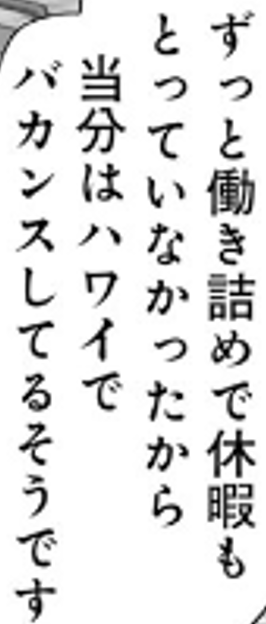 ずっと働き詰めで休暇も
とっていなかったから
当分はハワイで
バカンスしてるそうです